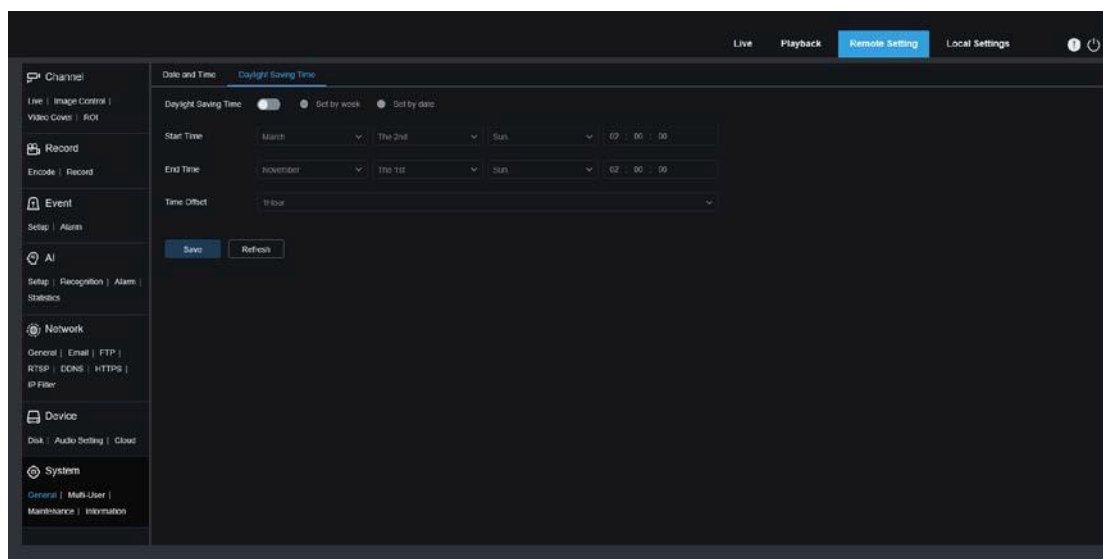 Live Playback Remote Setting Local Settings
Channel
Live | Image Control |
Video Cover | ROI
Record
Encode | Record
Event
Setup | Alarm
AI
Setup | Recognition | Alarm |
Statistics
Network
General | Email | FTP |
RTSP | DDNS | HTTPS |
IP Filter
Device
Disk | Audio Setting | Cloud
System
General | Multi-User |
Maintenance | Information
Date and Time Daylight Saving Time
Daylight Saving Time Set by week Set by date
Start Time March The 2nd Sun. 02 : 00 : 00
End Time November The 1st Sun. 02 : 00 : 00
Time Offset 1Hour
Save Refresh